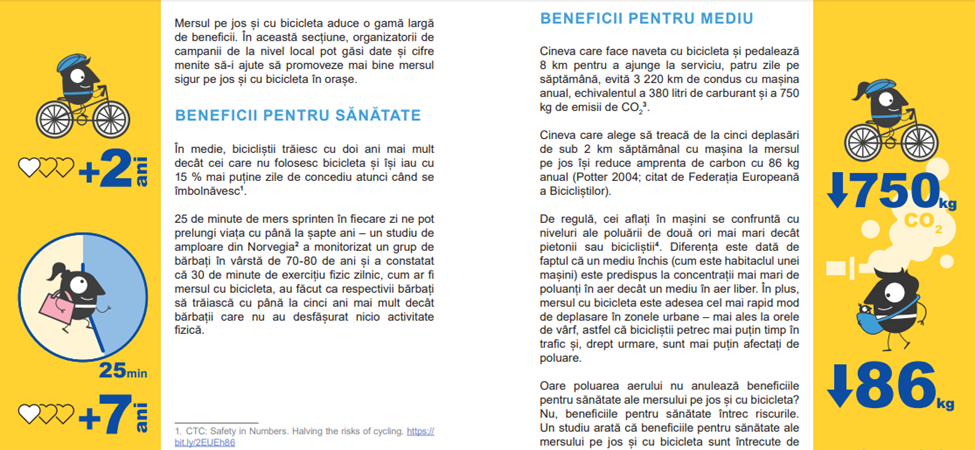 +2 ani
25min
+7 ani
Mersul pe jos și cu bicicleta aduce o gamă largă
de beneficii. În această secțiune, organizatorii de
campanii de la nivel local pot găsi date și cifre
menite să-i ajute să promoveze mai bine mersul
sigur pe jos și cu bicicleta în orașe.
BENEFICII PENTRU SĂNĂTATE
În medie, bicicliștii trăiesc cu doi ani mai mult
decât cei care nu folosesc bicicleta și își iau cu
15 % mai puține zile de concediu atunci când se
îmbolnăvesc¹.
25 de minute de mers sprinten în fiecare zi ne pot
prelungi viața cu până la șapte ani – un studiu de
amploare din Norvegia² a monitorizat un grup de
bărbați în vârstă de 70-80 de ani și a constatat
că 30 de minute de exercițiu fizic zilnic, cum ar fi
mersul cu bicicleta, au făcut ca respectivii bărbați
să trăiască cu până la cinci ani mai mult decât
bărbații care nu au desfășurat nicio activitate
fizică.
1. CTC: Safety in Numbers. Halving the risks of cycling. https://
bit.ly/2EUEh86
BENEFICII PENTRU MEDIU
Cineva care face naveta cu bicicleta și pedalează
8 km pentru a ajunge la serviciu, patru zile pe
săptămână, evită 3 220 km de condus cu mașina
anual, echivalentul a 380 litri de carburant și a 750
kg de emisii de CO₂³.
Cineva care alege să treacă de la cinci deplasări
de sub 2 km săptămânal cu mașina la mersul
pe jos își reduce amprenta de carbon cu 86 kg
anual (Potter 2004; citat de Federația Europeană
a Bicicliștilor).
De regulă, cei aflați în mașini se confruntă cu
niveluri ale poluării de două ori mai mari decât
pietonii sau bicicliștii⁴. Diferența este dată de
faptul că un mediu închis (cum este habitaclul unei
mașini) este predispus la concentrații mai mari de
poluanți în aer decât un mediu în aer liber. În plus,
mersul cu bicicleta este adesea cel mai rapid mod
de deplasare în zonele urbane – mai ales la orele
de vârf, astfel că bicicliștii petrec mai puțin timp în
trafic și, drept urmare, sunt mai puțin afectați de
poluare.
Oare poluarea aerului nu anulează beneficiile
pentru sănătate ale mersului pe jos și cu bicicleta?
Nu, beneficiile pentru sănătate întrec riscurile.
Un studiu arată că beneficiile pentru sănătate ale
mersului pe jos și cu bicicleta sunt întrecute de
↓750kg
CO₂
↓86kg